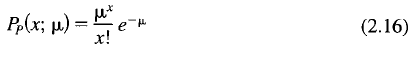 P_P(x; μ) = μ^x / x! e^−μ (2.16)